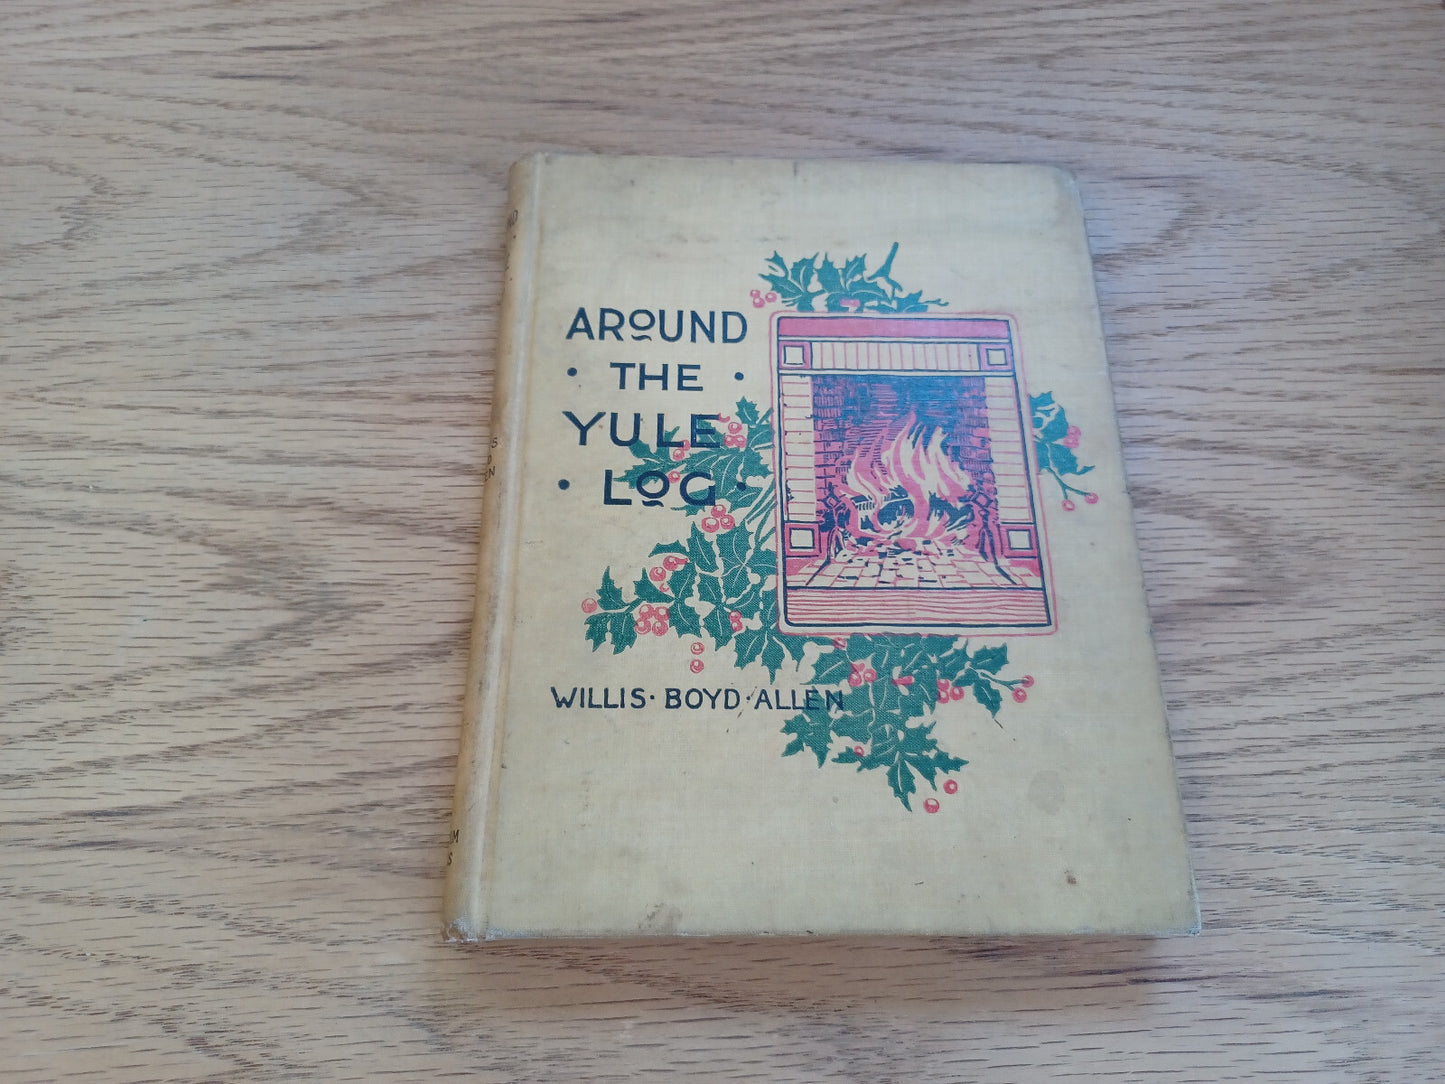 AROUND
· THE ·
YULE
· LOG ·
WILLIS · BOYD · ALLEN